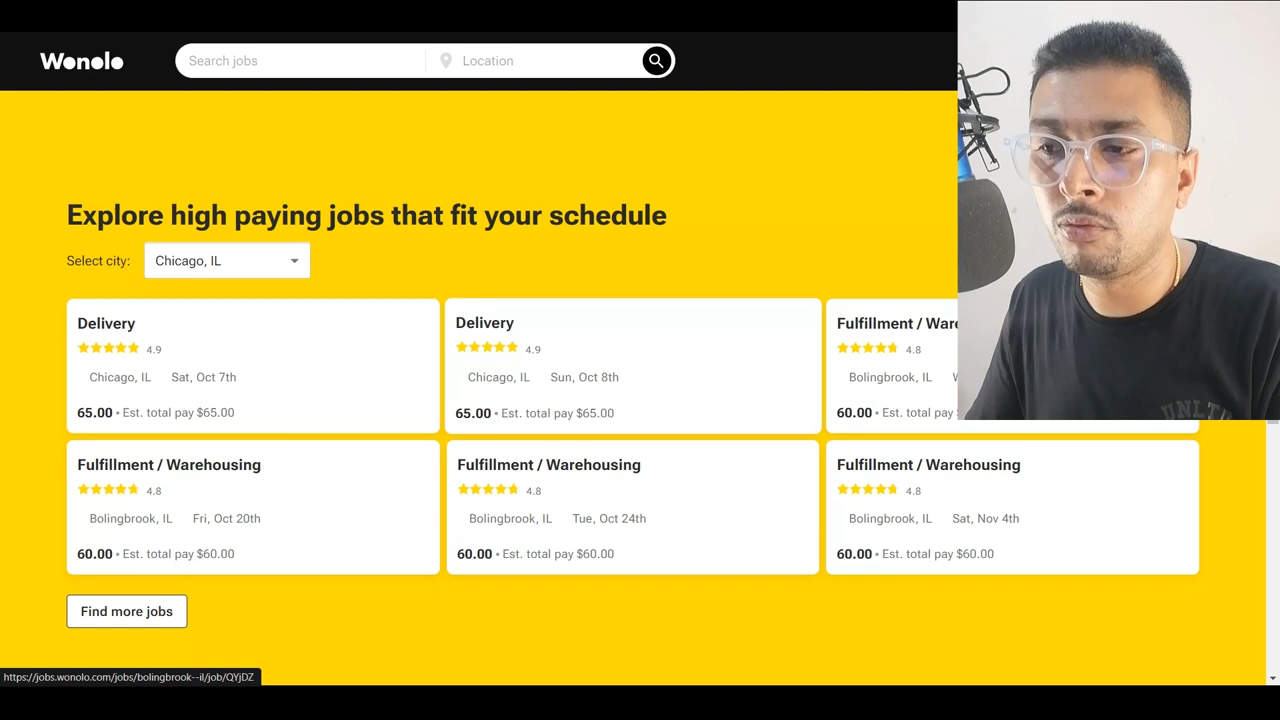 Wonolo
Search jobs
Location
Explore high paying jobs that fit your schedule
Select city:
Chicago, IL
Delivery
4.9
Chicago, IL Sat, Oct 7th
65.00 • Est. total pay $65.00
Delivery
4.9
Chicago, IL Sun, Oct 8th
65.00 • Est. total pay $65.00
Fulfillment / Ware
4.8
Bolingbrook, IL
60.00 • Est. total pay
Fulfillment / Warehousing
4.8
Bolingbrook, IL Fri, Oct 20th
60.00 • Est. total pay $60.00
Fulfillment / Warehousing
4.8
Bolingbrook, IL Tue, Oct 24th
60.00 • Est. total pay $60.00
Fulfillment / Warehousing
4.8
Bolingbrook, IL Sat, Nov 4th
60.00 • Est. total pay $60.00
Find more jobs
https://jobs.wonolo.com/jobs/bolingbrook--il/job/QYjDZ